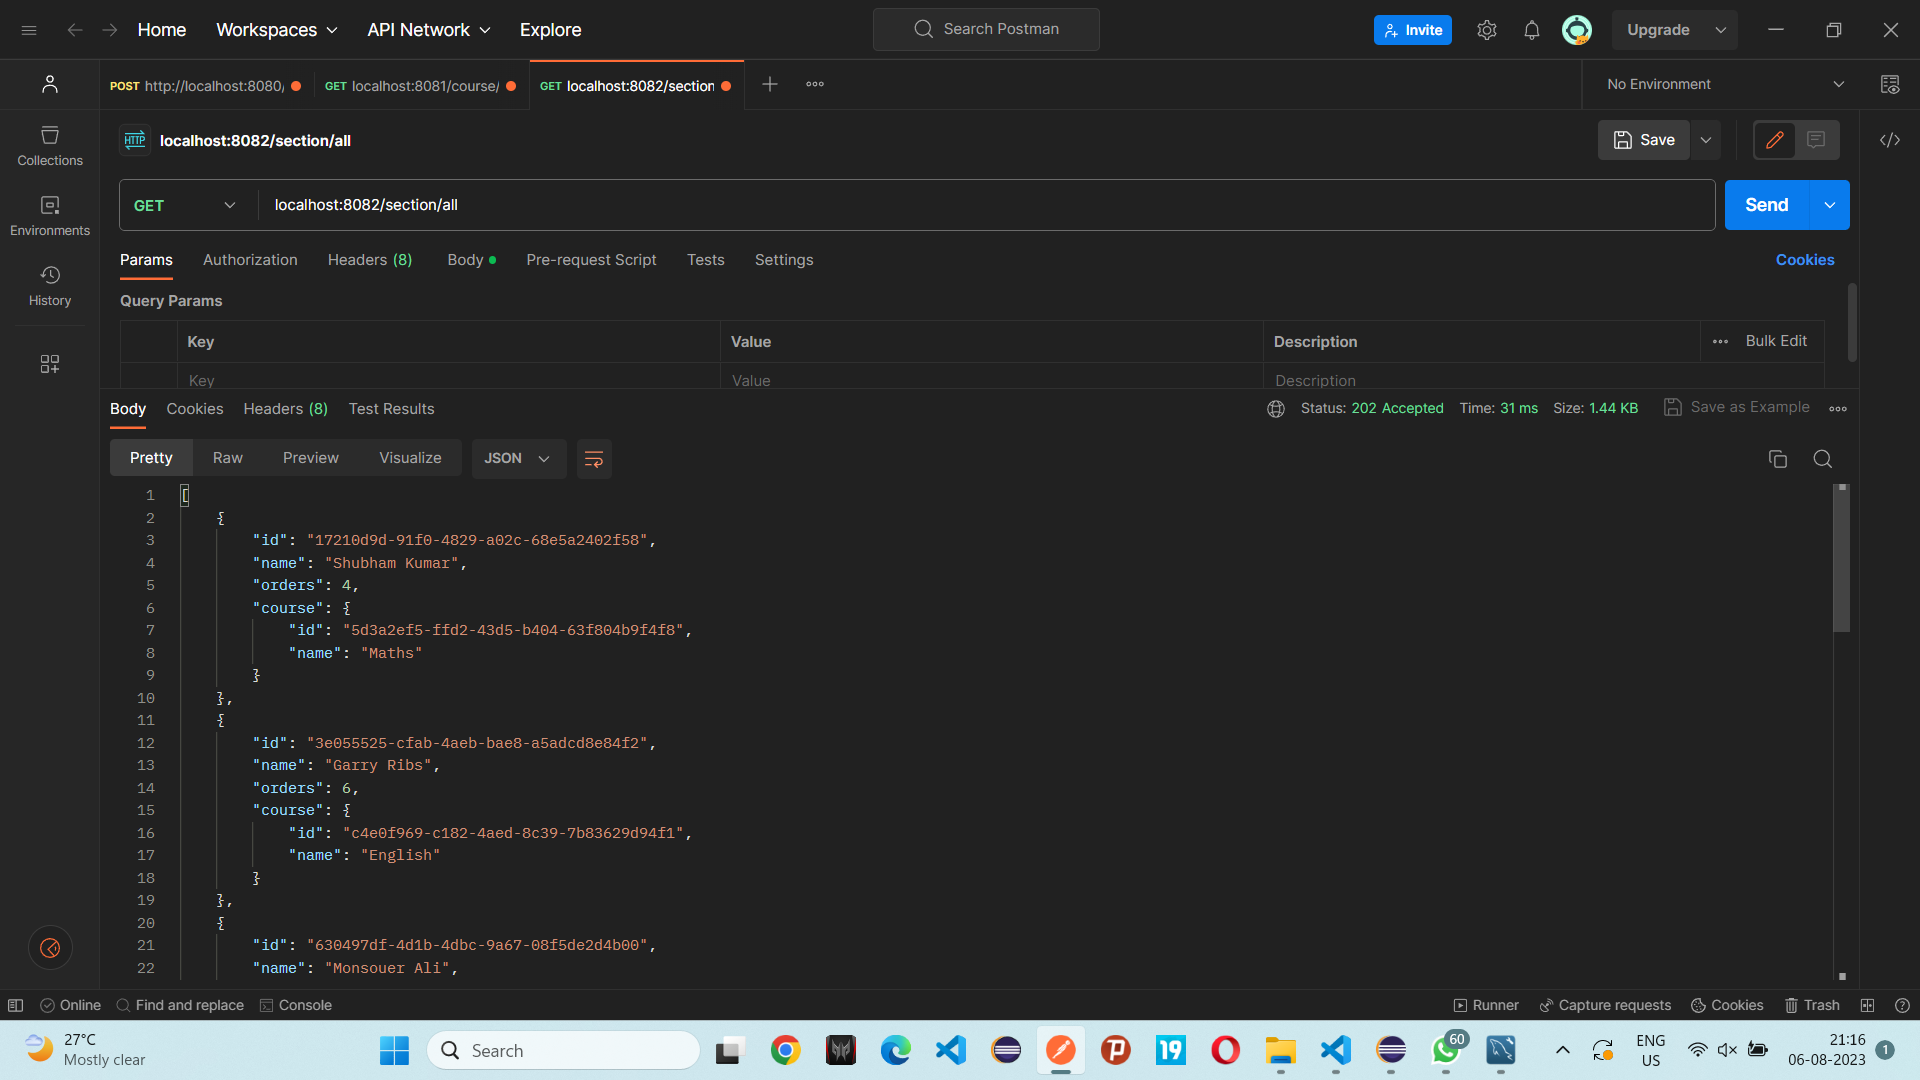 Home Workspaces API Network Explore Search Postman Invite Upgrade
POST http://localhost:8080/ GET localhost:8081/course/ GET localhost:8082/section No Environment
HTTP localhost:8082/section/all Save
Collections
GET localhost:8082/section/all Send
Environments
Params Authorization Headers (8) Body Pre-request Script Tests Settings Cookies
History
Query Params
Key Value Description Bulk Edit
Key Value Description
Body Cookies Headers (8) Test Results Status: 202 Accepted Time: 31 ms Size: 1.44 KB Save as Example
Pretty Raw Preview Visualize JSON
1 [
2 {
3 "id": "17210d9d-91f0-4829-a02c-68e5a2402f58",
4 "name": "Shubham Kumar",
5 "orders": 4,
6 "course": {
7 "id": "5d3a2ef5-ffd2-43d5-b404-63f804b9f4f8",
8 "name": "Maths"
9 }
10 },
11 {
12 "id": "3e055525-cfab-4aeb-bae8-a5adcd8e84f2",
13 "name": "Garry Ribs",
14 "orders": 6,
15 "course": {
16 "id": "c4e0f969-c182-4aed-8c39-7b83629d94f1",
17 "name": "English"
18 }
19 },
20 {
21 "id": "630497df-4d1b-4dbc-9a67-08f5de2d4b00",
22 "name": "Monsouer Ali",
Online Find and replace Console Runner Capture requests Cookies Trash
27°C
Mostly clear
Search
19
60
ENG
US
21:16
06-08-2023
1